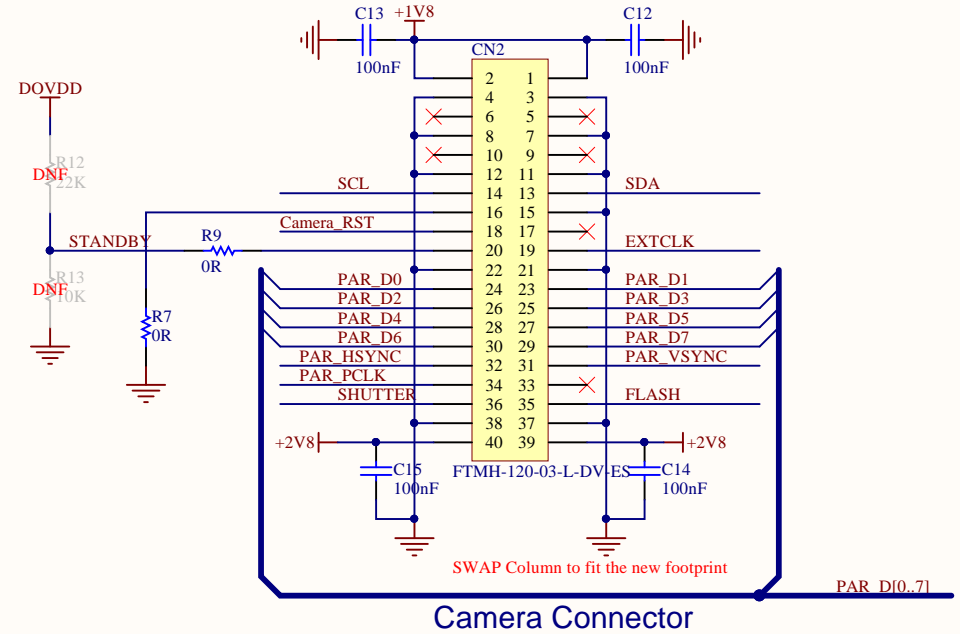 C13 +1V8 C12
100nF CN2 100nF
DOVDD
2 1
4 3
6 5
8 7
10 9
12 11
R12
DNF
22K
SCL 14 13 SDA
16 15
Camera_RST 18 17
STANDBY R9 20 19 EXTCLK
0R
22 21
R13
DNF
10K
PAR_D0 24 23 PAR_D1
PAR_D2 26 25 PAR_D3
R7
0R
PAR_D4 28 27 PAR_D5
PAR_D6 30 29 PAR_D7
PAR_HSYNC 32 31 PAR_VSYNC
PAR_PCLK 34 33
SHUTTER 36 35 FLASH
38 37
+2V8 40 39 +2V8
C15 FTMH-120-03-L-DV-ES C14
100nF 100nF
SWAP Column to fit the new footprint
PAR_D[0..7]
Camera Connector